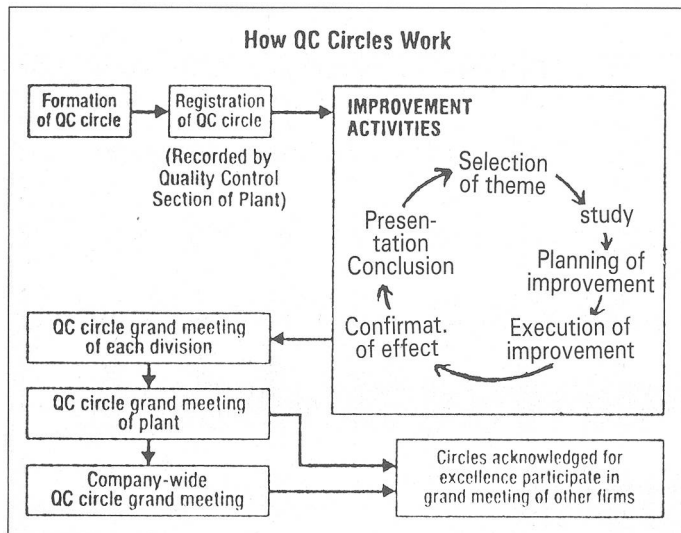 How QC Circles Work
Formation
of QC circle
Registration
of QC circle
(Recorded by
Quality Control
Section of Plant)
IMPROVEMENT
ACTIVITIES
Selection
of theme
study
Planning of
improvement
Execution of
improvement
Confirmat.
of effect
Presen-
tation
Conclusion
QC circle grand meeting
of each division
QC circle grand meeting
of plant
Company-wide
QC circle grand meeting
Circles acknowledged for
excellence participate in
grand meeting of other firms